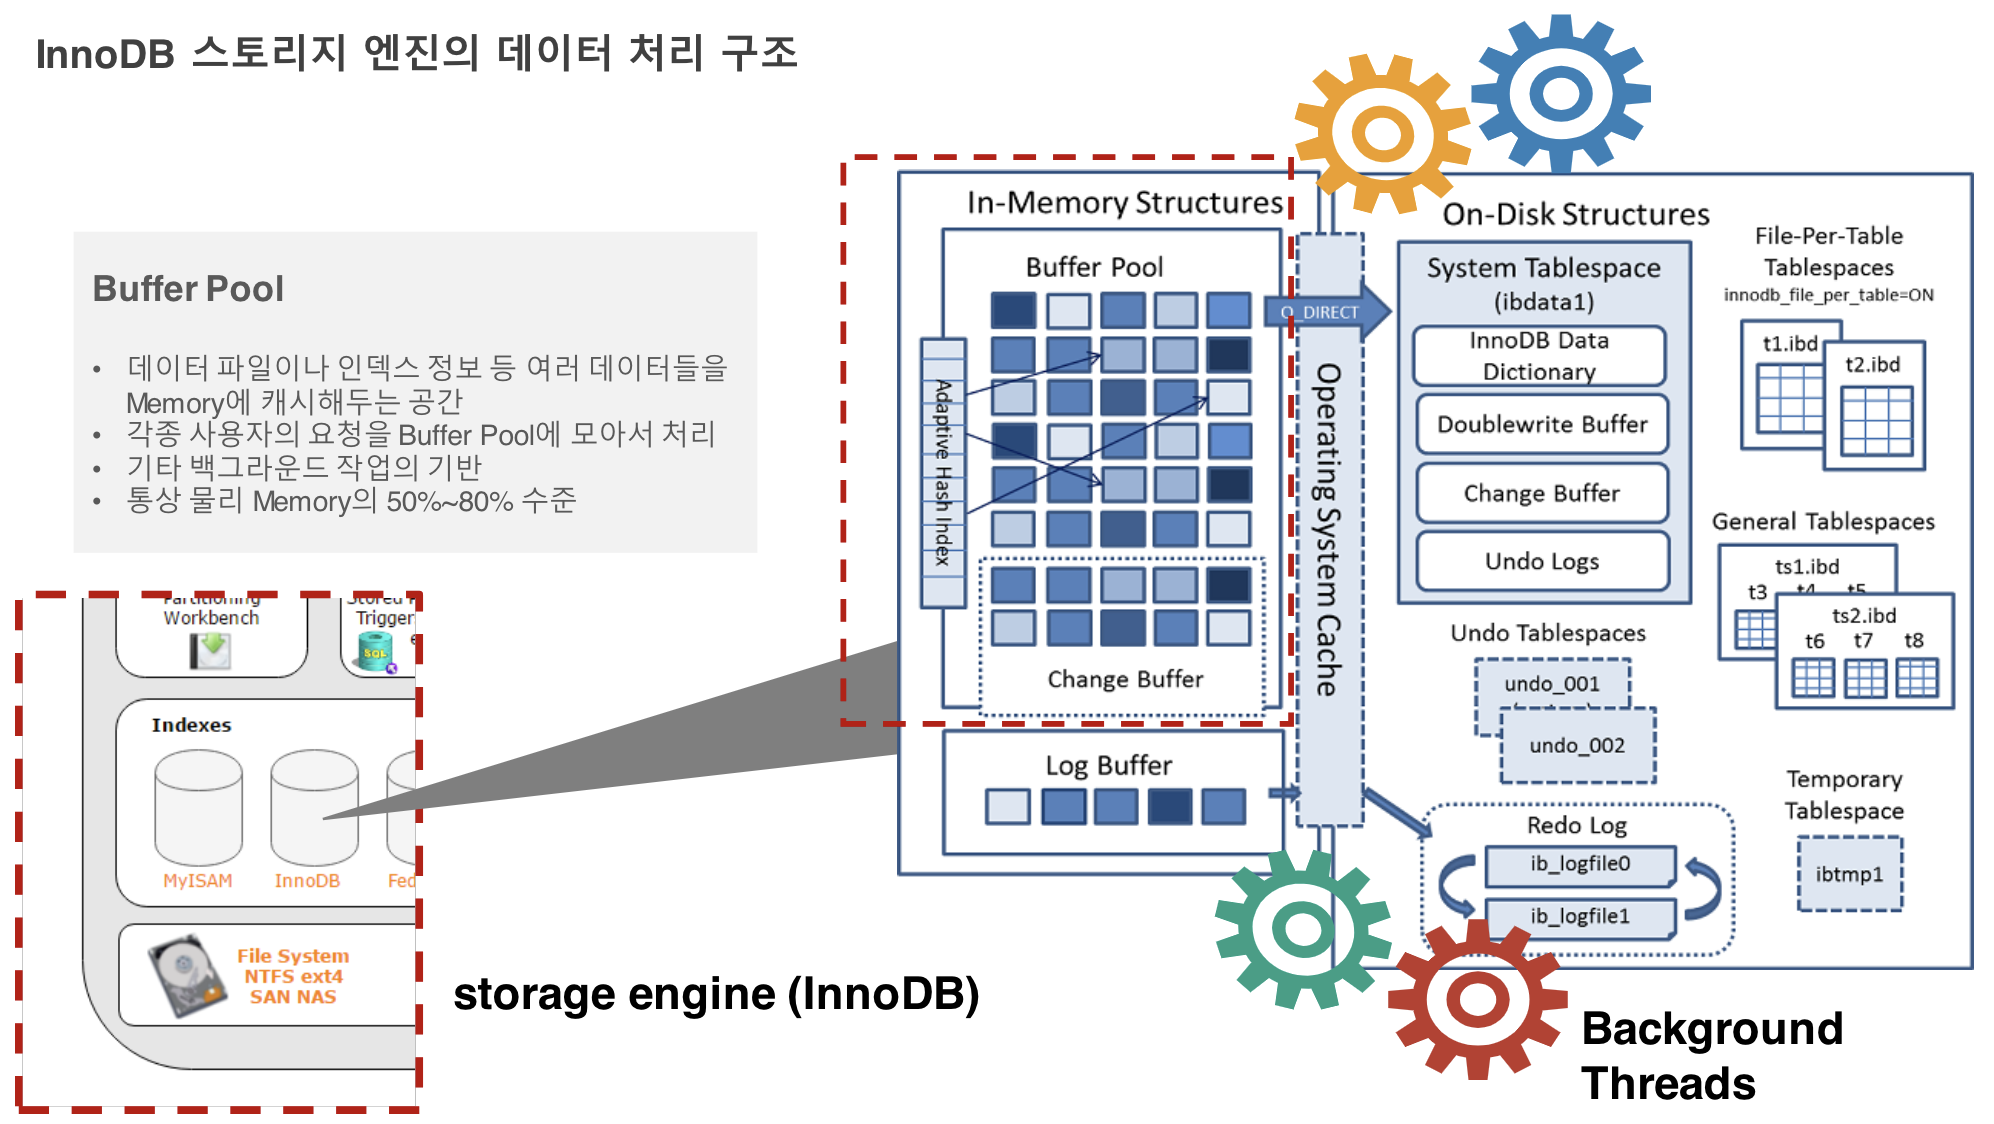 InnoDB 스토리지 엔진의 데이터 처리 구조
Buffer Pool
• 데이터 파일이나 인덱스 정보 등 여러 데이터들을
Memory에 캐시해두는 공간
• 각종 사용자의 요청을 Buffer Pool에 모아서 처리
• 기타 백그라운드 작업의 기반
• 통상 물리 Memory의 50%~80% 수준
Partitioning
Workbench
Stored
Trigger
SQL
Indexes
MyISAM
InnoDB
Fed
File System
NTFS ext4
SAN NAS
storage engine (InnoDB)
In-Memory Structures
Buffer Pool
Adaptive Hash Index
Change Buffer
Log Buffer
O_DIRECT
Operating System Cache
On-Disk Structures
System Tablespace
(ibdata1)
InnoDB Data
Dictionary
Doublewrite Buffer
Change Buffer
Undo Logs
File-Per-Table
Tablespaces
innodb_file_per_table=ON
t1.ibd
t2.ibd
General Tablespaces
ts1.ibd
t3 t4 t5
ts2.ibd
t6 t7 t8
Undo Tablespaces
undo_001
undo_002
Temporary
Tablespace
ibtmp1
Redo Log
ib_logfile0
ib_logfile1
Background
Threads